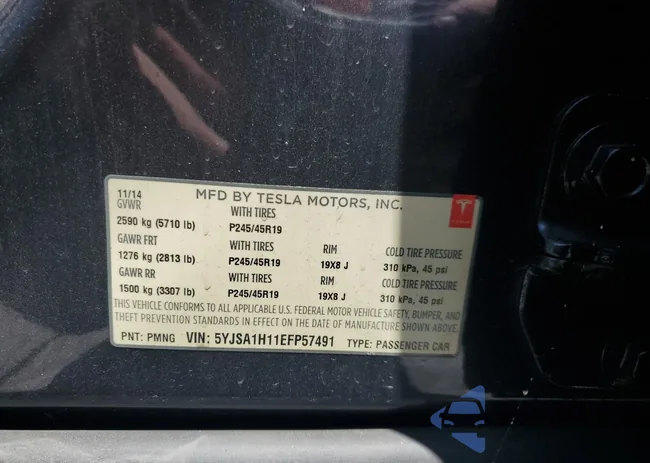 11/14 MFD BY TESLA MOTORS, INC.
GVWR WITH TIRES
2590 kg (5710 lb) P245/45R19
GAWR FRT WITH TIRES RIM COLD TIRE PRESSURE
1276 kg (2813 lb) P245/45R19 19X8 J 310 kPa, 45 psi
GAWR RR WITH TIRES RIM COLD TIRE PRESSURE
1500 kg (3307 lb) P245/45R19 19X8 J 310 kPa, 45 psi
THIS VEHICLE CONFORMS TO ALL APPLICABLE U.S. FEDERAL MOTOR VEHICLE SAFETY, BUMPER, AND
THEFT PREVENTION STANDARDS IN EFFECT ON THE DATE OF MANUFACTURE SHOWN ABOVE.
PNT: PMNG VIN: 5YJSA1H11EFP57491 TYPE: PASSENGER CAR